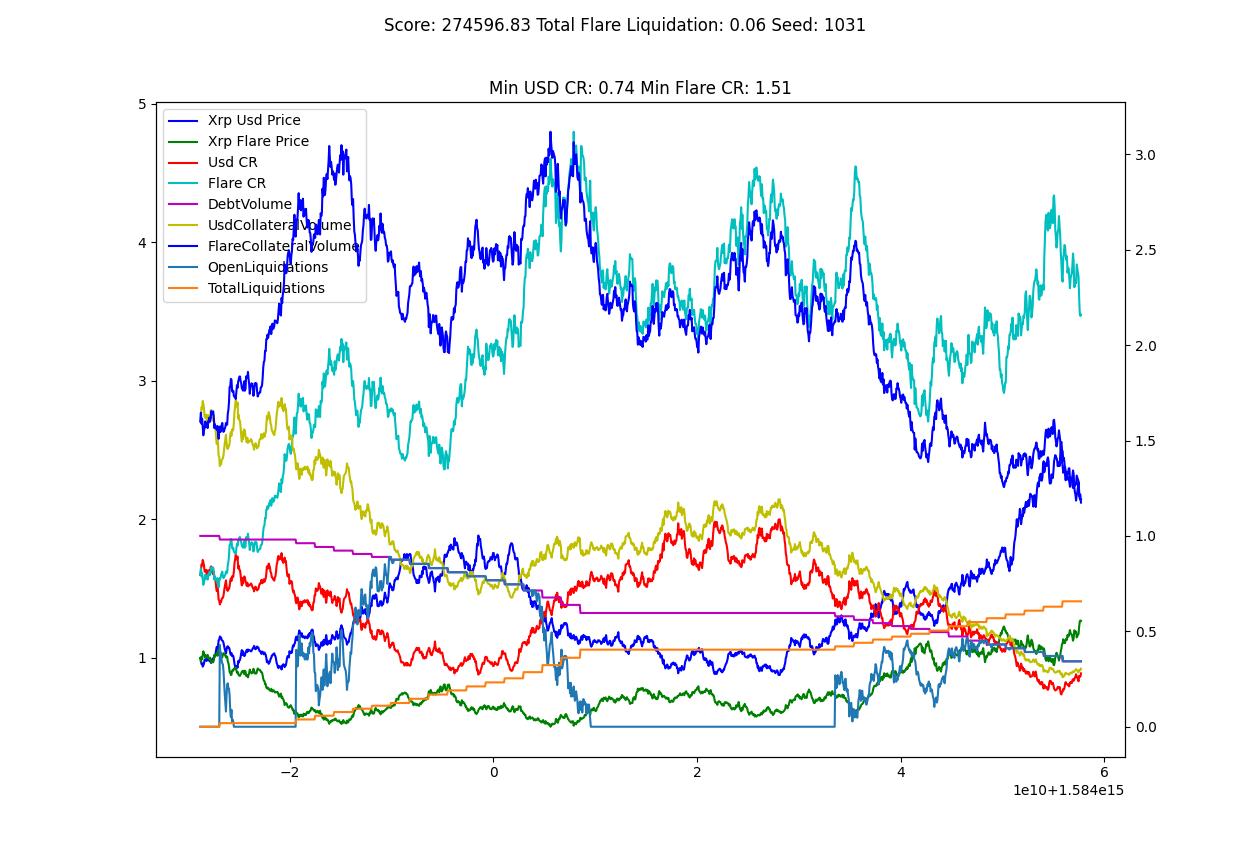 Score: 274596.83 Total Flare Liquidation: 0.06 Seed: 1031
Min USD CR: 0.74 Min Flare CR: 1.51
Xrp Usd Price
Xrp Flare Price
Usd CR
Flare CR
DebtVolume
UsdCollateralVolume
FlareCollateralVolume
OpenLiquidations
TotalLiquidations
5
4
3
2
1
3.0
2.5
2.0
1.5
1.0
0.5
0.0
−2
0
2
4
6
1e10+1.584e15